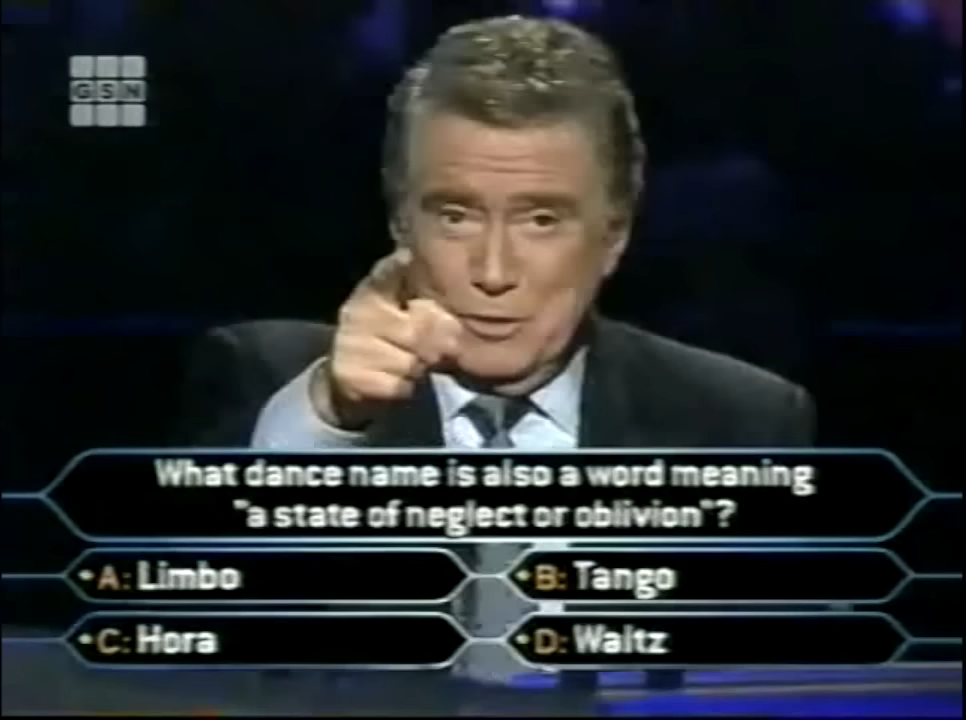 GSN
What dance name is also a word meaning
"a state of neglect or oblivion"?
A: Limbo
B: Tango
C: Hora
D: Waltz